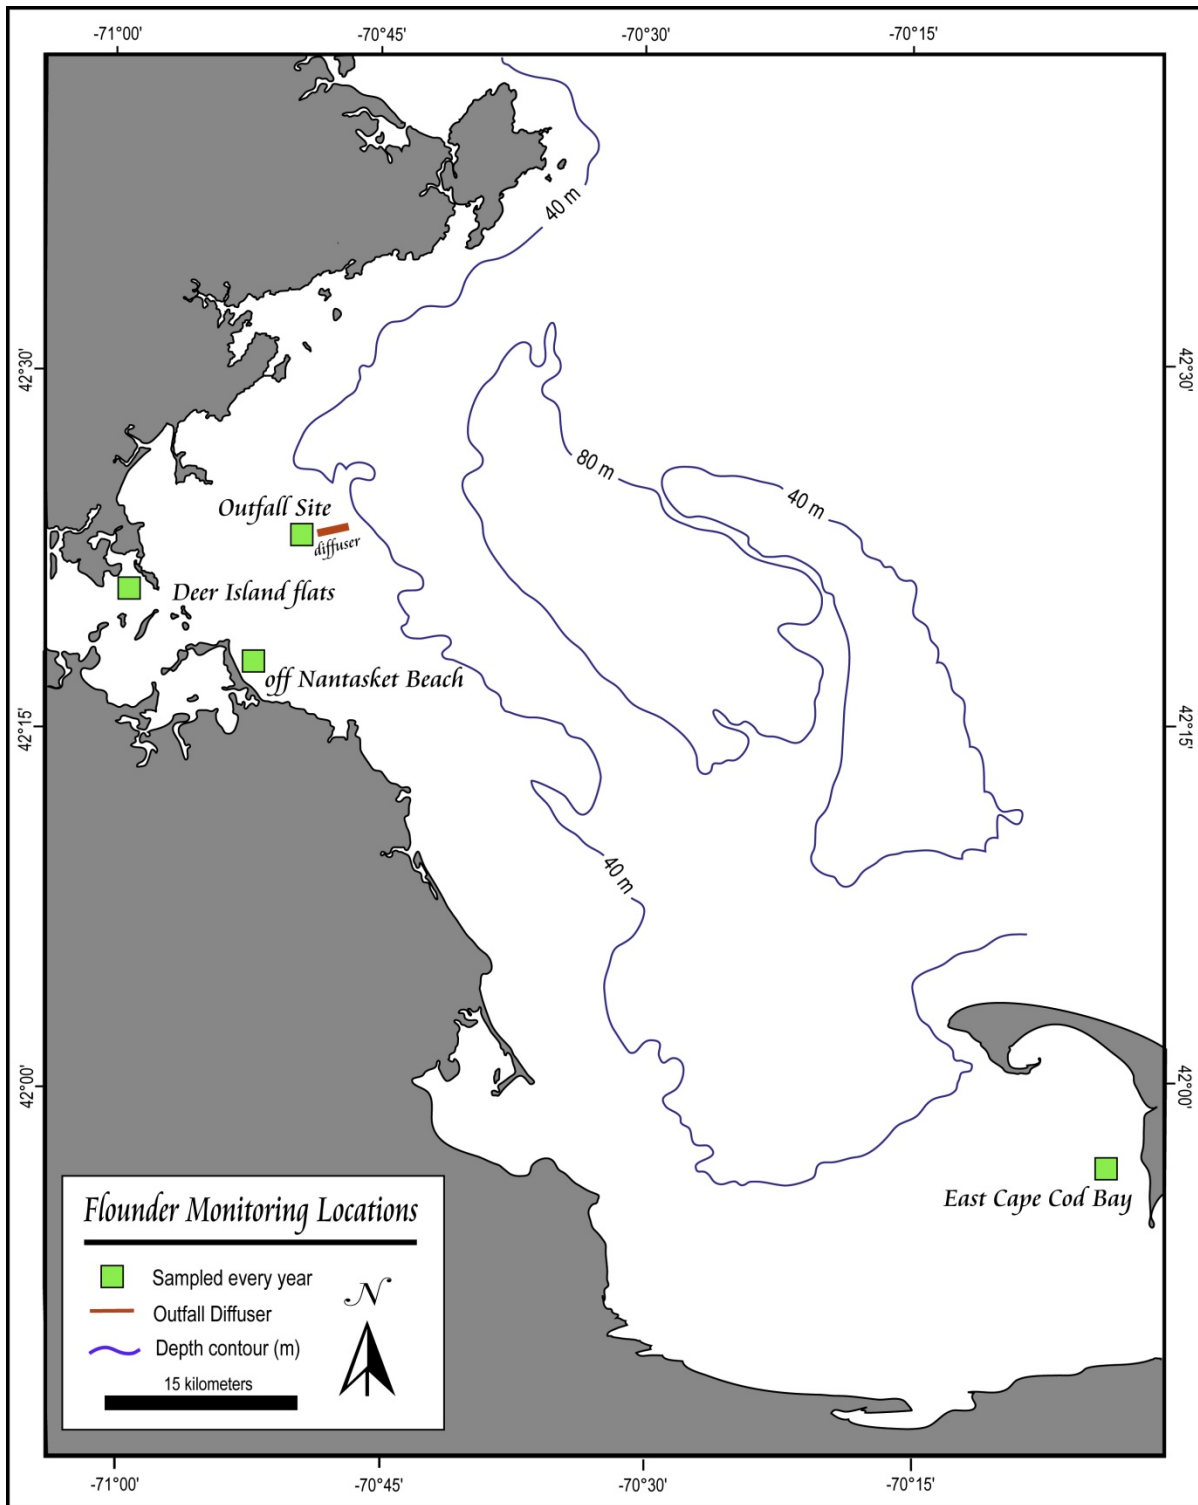 -71°00'
-70°45'
-70°30'
-70°15'
40 m
42°30'
42°30'
80 m
40 m
Outfall Site
diffuser
Deer Island flats
off Nantasket Beach
42°15'
42°15'
40 m
42°00'
42°00'
East Cape Cod Bay
Flounder Monitoring Locations
Sampled every year
N
Outfall Diffuser
Depth contour (m)
15 kilometers
-71°00'
-70°45'
-70°30'
-70°15'